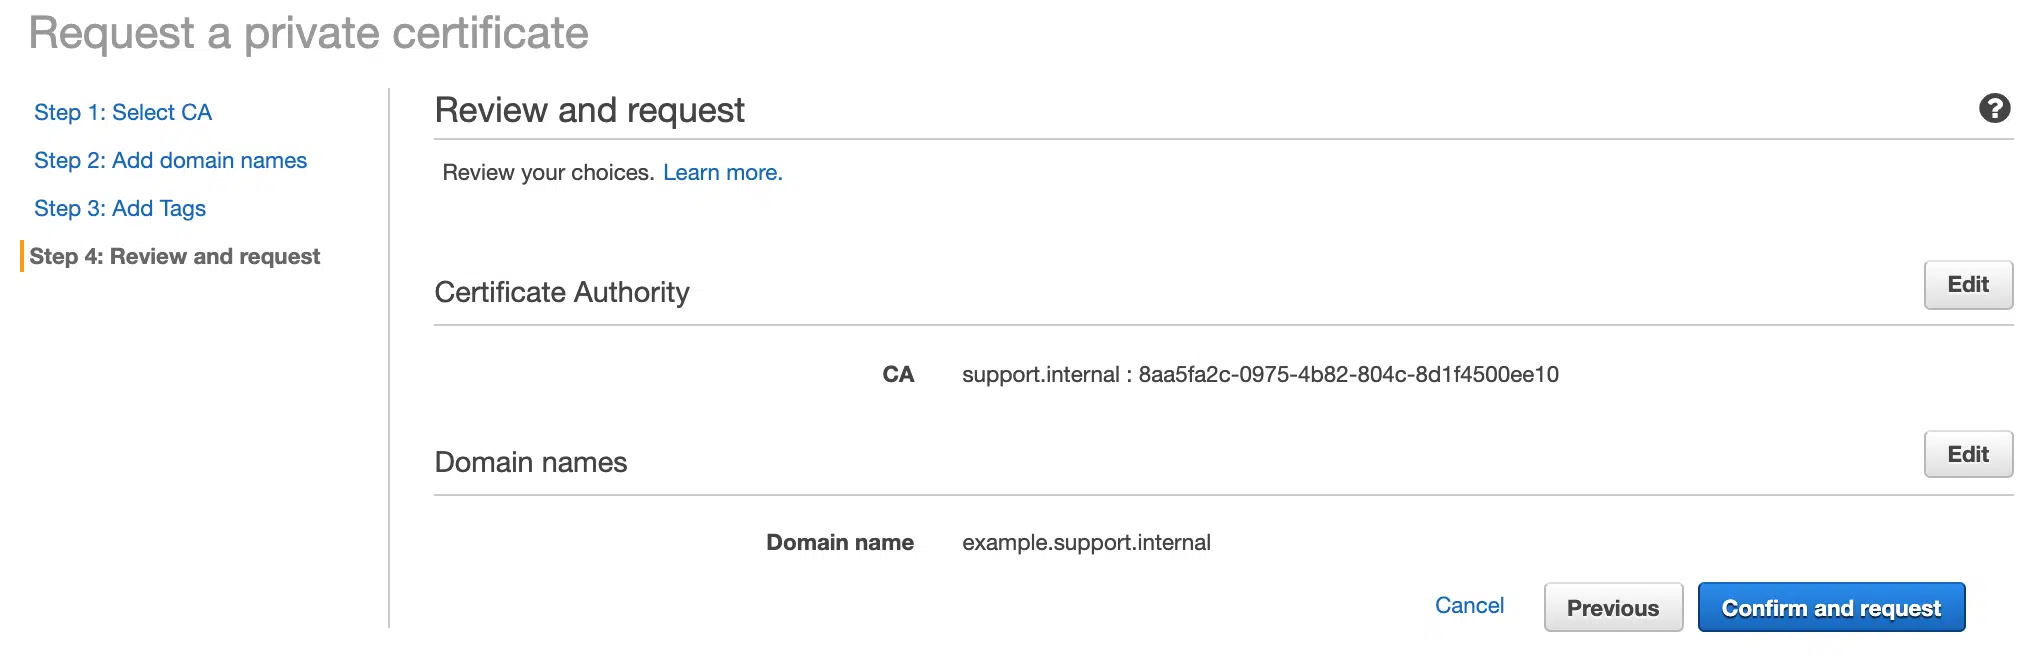 Request a private certificate
Step 1: Select CA
Step 2: Add domain names
Step 3: Add Tags
Step 4: Review and request
Review and request
?
Review your choices. Learn more.
Certificate Authority
Edit
CA support.internal : 8aa5fa2c-0975-4b82-804c-8d1f4500ee10
Domain names
Edit
Domain name example.support.internal
Cancel Previous Confirm and request